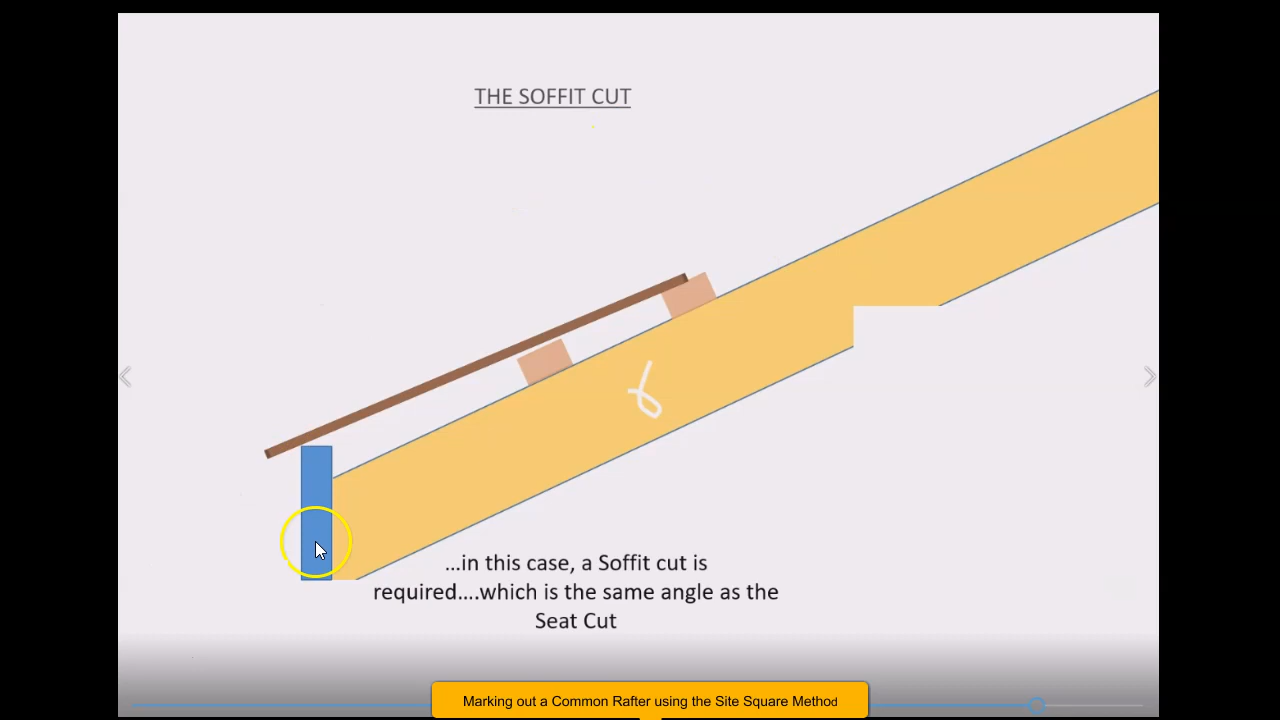 THE SOFFIT CUT
...in this case, a Soffit cut is
required....which is the same angle as the
Seat Cut
Marking out a Common Rafter using the Site Square Method